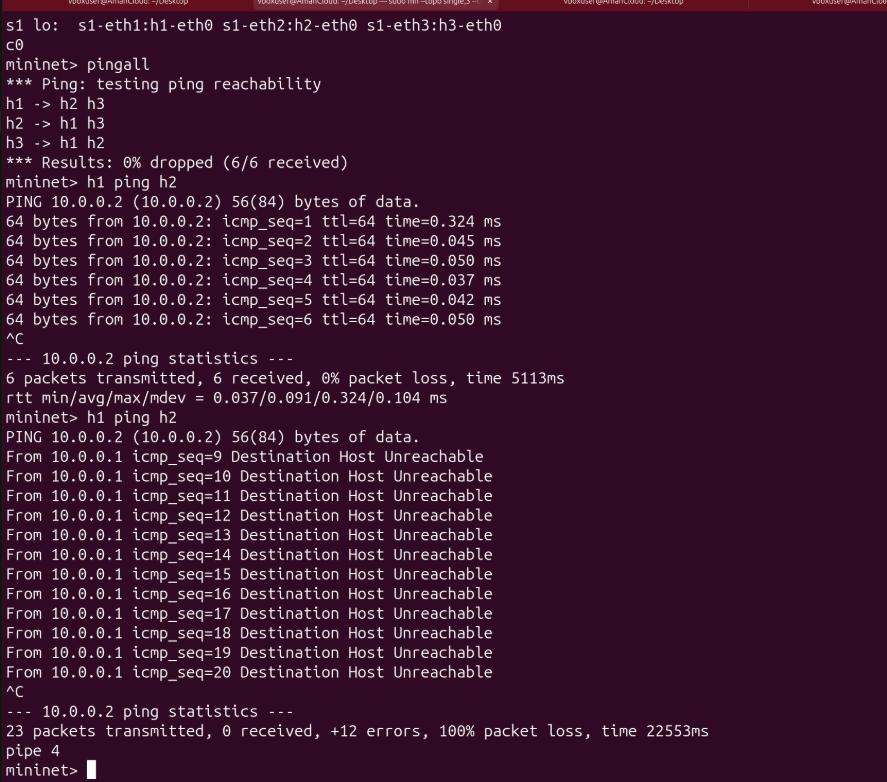 vboxuser@AmanCloud: ~/Desktop vboxuser@AmanCloud: ~/Desktop — sudo mn --topo single,3 --t × vboxuser@AmanCloud: ~/Desktop vboxuser@AmanCloud: ~/Desktop
s1 lo:  s1-eth1:h1-eth0 s1-eth2:h2-eth0 s1-eth3:h3-eth0
c0
mininet> pingall
*** Ping: testing ping reachability
h1 -> h2 h3
h2 -> h1 h3
h3 -> h1 h2
*** Results: 0% dropped (6/6 received)
mininet> h1 ping h2
PING 10.0.0.2 (10.0.0.2) 56(84) bytes of data.
64 bytes from 10.0.0.2: icmp_seq=1 ttl=64 time=0.324 ms
64 bytes from 10.0.0.2: icmp_seq=2 ttl=64 time=0.045 ms
64 bytes from 10.0.0.2: icmp_seq=3 ttl=64 time=0.050 ms
64 bytes from 10.0.0.2: icmp_seq=4 ttl=64 time=0.037 ms
64 bytes from 10.0.0.2: icmp_seq=5 ttl=64 time=0.042 ms
64 bytes from 10.0.0.2: icmp_seq=6 ttl=64 time=0.050 ms
^C
--- 10.0.0.2 ping statistics ---
6 packets transmitted, 6 received, 0% packet loss, time 5113ms
rtt min/avg/max/mdev = 0.037/0.091/0.324/0.104 ms
mininet> h1 ping h2
PING 10.0.0.2 (10.0.0.2) 56(84) bytes of data.
From 10.0.0.1 icmp_seq=9 Destination Host Unreachable
From 10.0.0.1 icmp_seq=10 Destination Host Unreachable
From 10.0.0.1 icmp_seq=11 Destination Host Unreachable
From 10.0.0.1 icmp_seq=12 Destination Host Unreachable
From 10.0.0.1 icmp_seq=13 Destination Host Unreachable
From 10.0.0.1 icmp_seq=14 Destination Host Unreachable
From 10.0.0.1 icmp_seq=15 Destination Host Unreachable
From 10.0.0.1 icmp_seq=16 Destination Host Unreachable
From 10.0.0.1 icmp_seq=17 Destination Host Unreachable
From 10.0.0.1 icmp_seq=18 Destination Host Unreachable
From 10.0.0.1 icmp_seq=19 Destination Host Unreachable
From 10.0.0.1 icmp_seq=20 Destination Host Unreachable
^C
--- 10.0.0.2 ping statistics ---
23 packets transmitted, 0 received, +12 errors, 100% packet loss, time 22553ms
pipe 4
mininet>